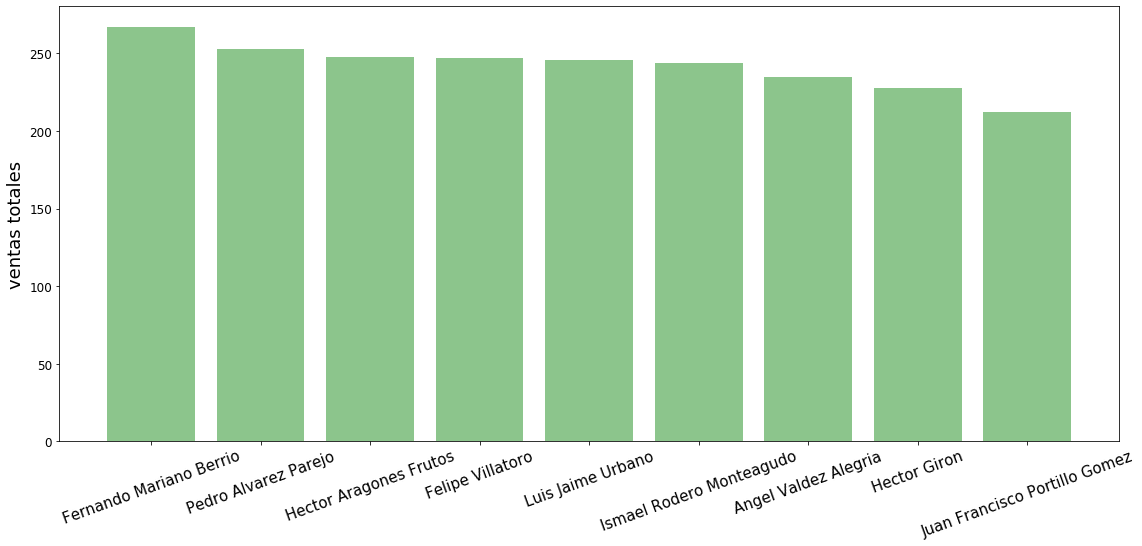 ventas totales
250
200
150
100
50
0
Fernando Mariano Berrio
Pedro Alvarez Parejo
Hector Aragones Frutos
Felipe Villatoro
Luis Jaime Urbano
Ismael Rodero Monteagudo
Angel Valdez Alegria
Hector Giron
Juan Francisco Portillo Gomez